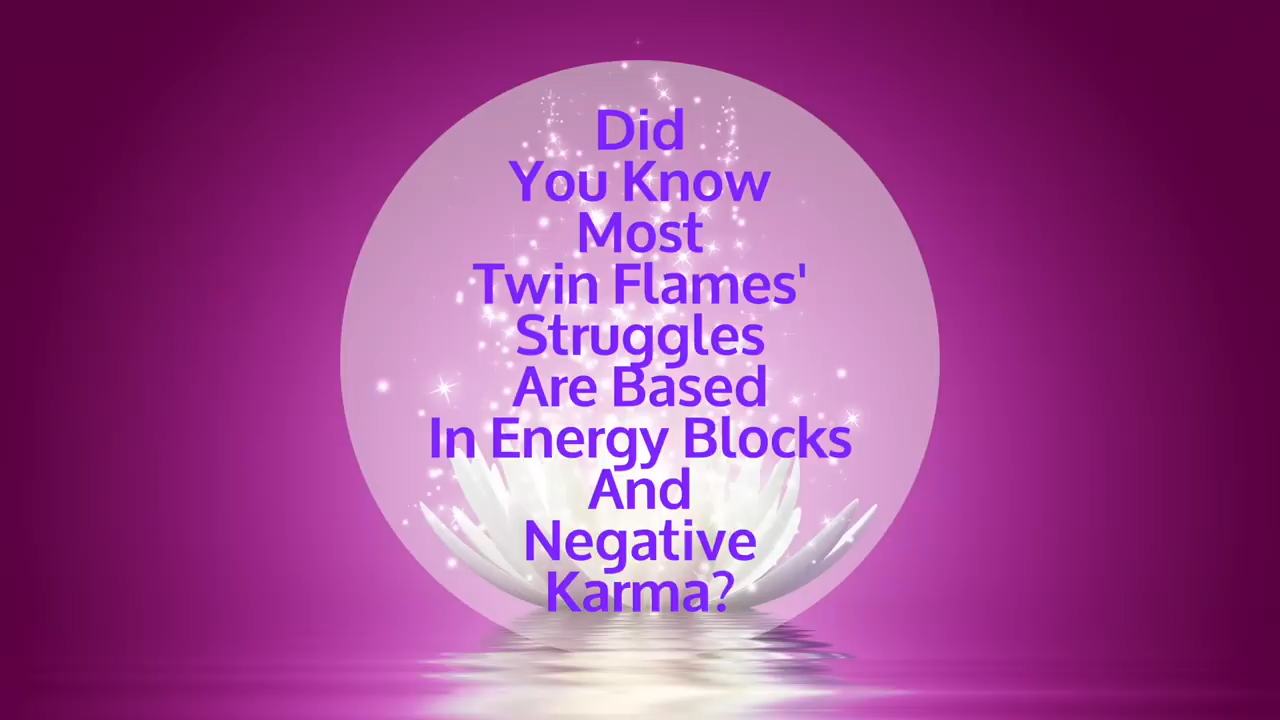 Did
You Know
Most
Twin Flames'
Struggles
Are Based
In Energy Blocks
And
Negative
Karma?